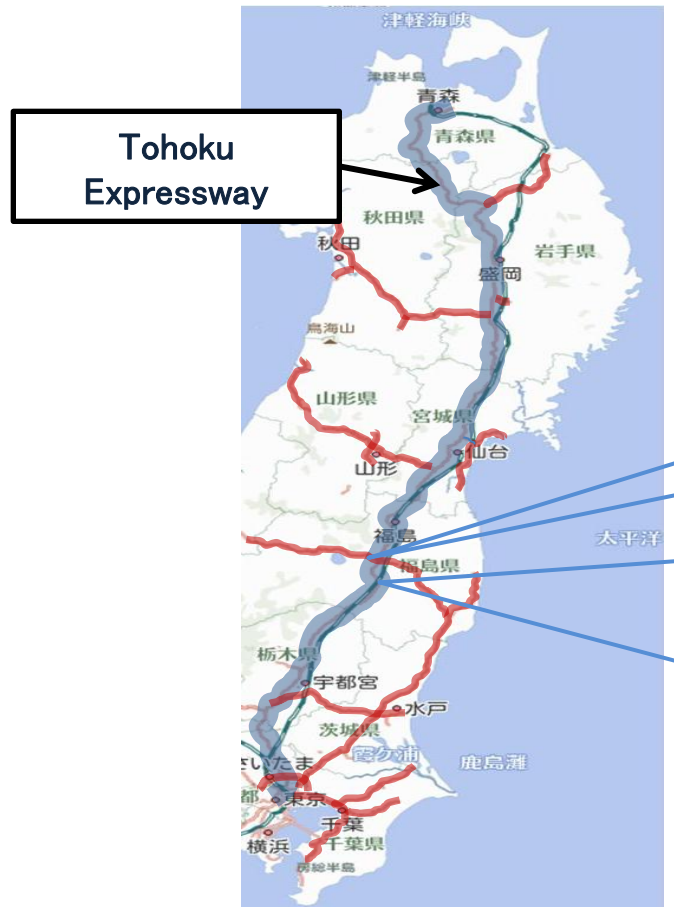 津軽海峡
津軽半島
青森
青森県
Tohoku
Expressway
秋田県
秋田
岩手県
盛岡
鳥海山
山形県
宮城県
仙台
山形
福島
太平洋
福島県
栃木県
宇都宮
水戸
茨城県
霞ケ浦
鹿島灘
さいたま
都
東京
千葉
横浜
千葉県
房総半島